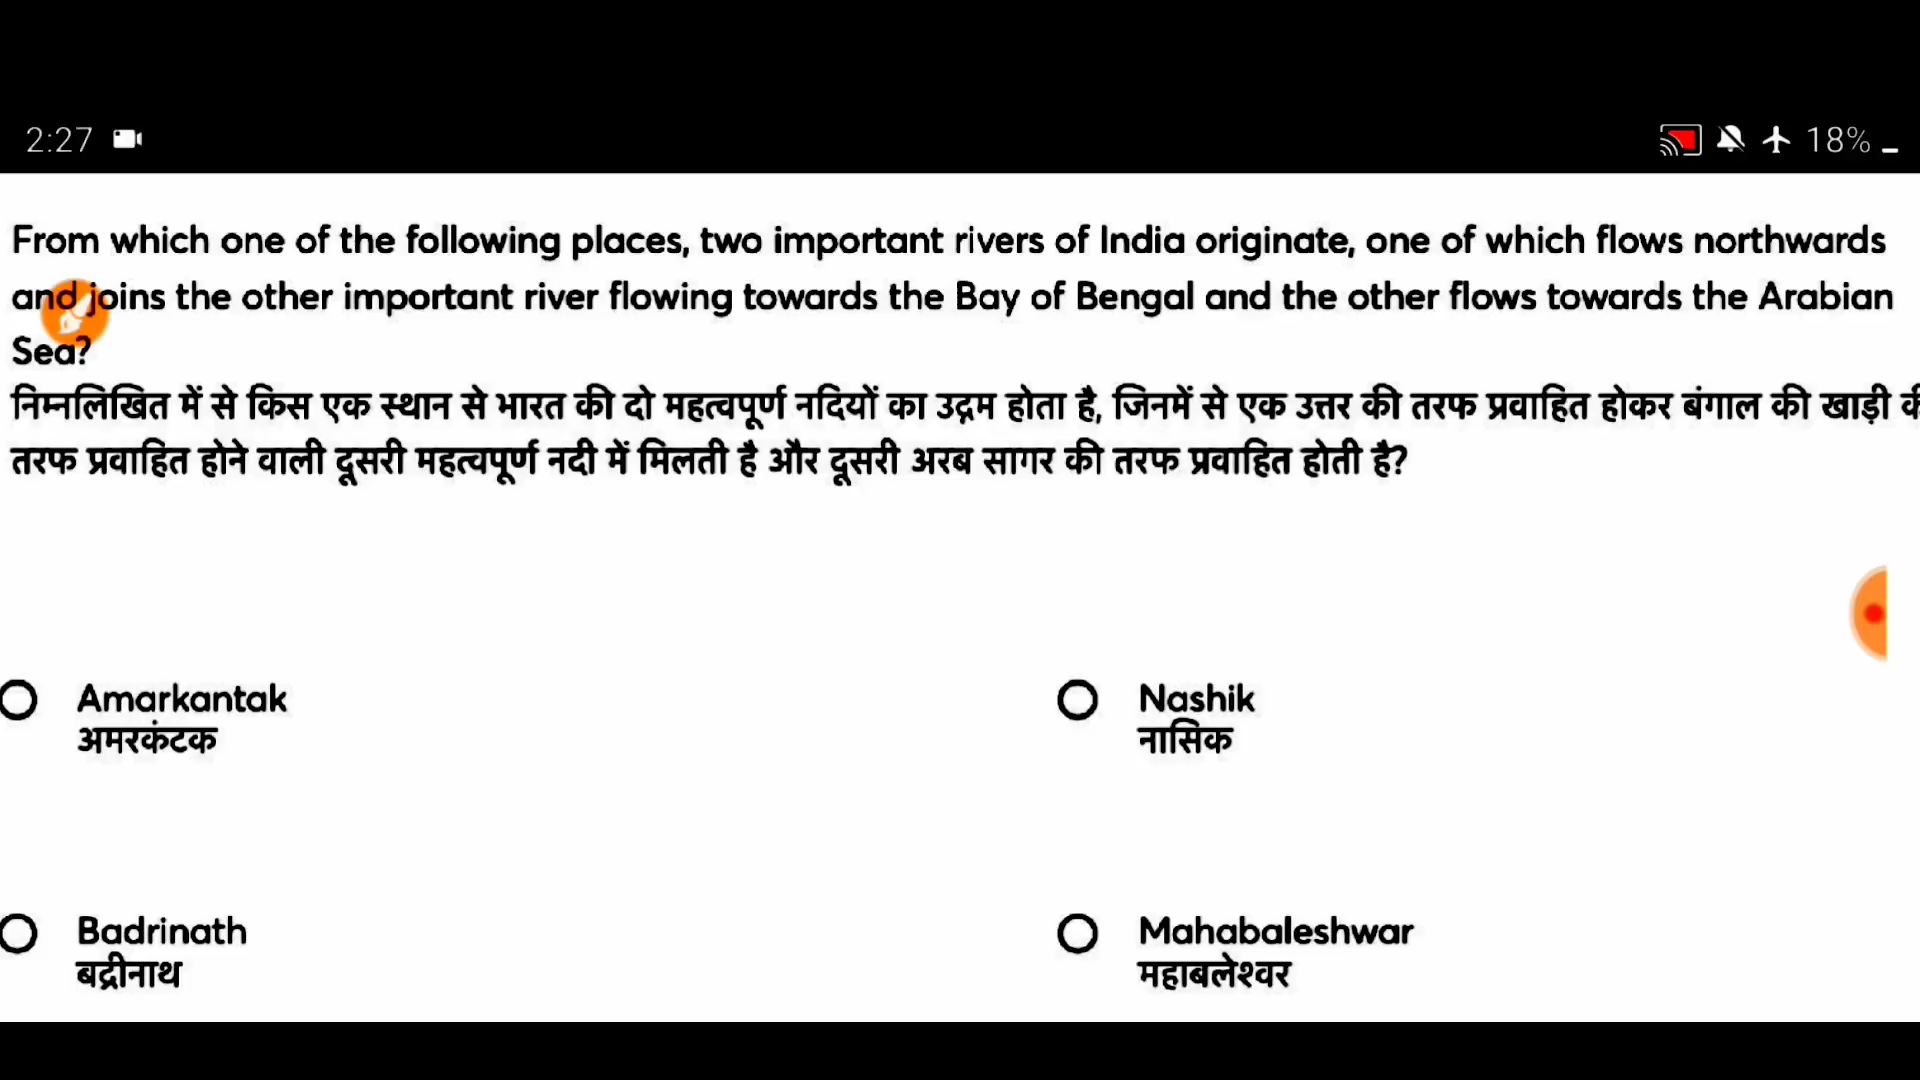 2:27
18%
From which one of the following places, two important rivers of India originate, one of which flows northwards
and joins the other important river flowing towards the Bay of Bengal and the other flows towards the Arabian
Sea?
निम्नलिखित में से किस एक स्थान से भारत की दो महत्वपूर्ण नदियों का उद्गम होता है, जिनमें से एक उत्तर की तरफ प्रवाहित होकर बंगाल की खाड़ी की
तरफ प्रवाहित होने वाली दूसरी महत्वपूर्ण नदी में मिलती है और दूसरी अरब सागर की तरफ प्रवाहित होती है?
Amarkantak
अमरकंटक
Nashik
नासिक
Badrinath
बद्रीनाथ
Mahabaleshwar
महाबलेश्वर